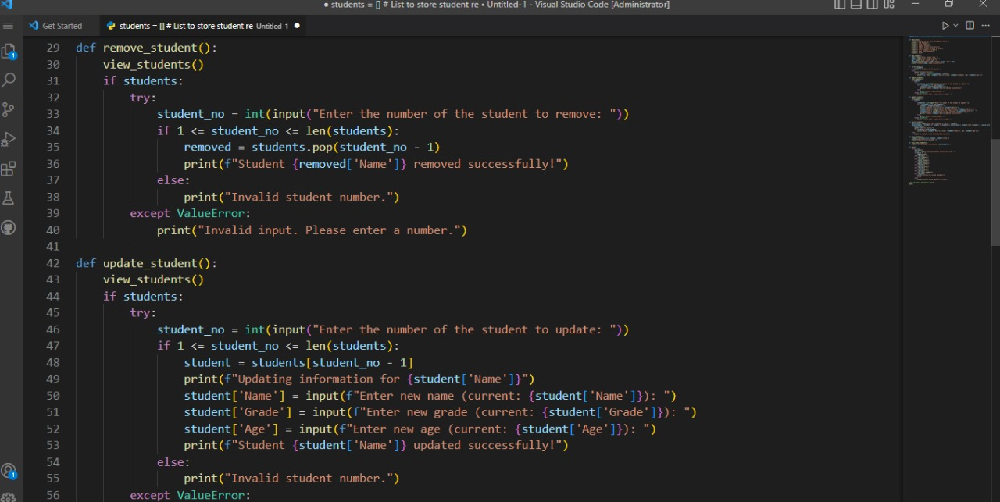 ● students = [] # List to store student re • Untitled-1 - Visual Studio Code [Administrator]
Get Started
students = [] # List to store student re Untitled-1 ●
29 def remove_student():
30     view_students()
31     if students:
32         try:
33             student_no = int(input("Enter the number of the student to remove: "))
34             if 1 <= student_no <= len(students):
35                 removed = students.pop(student_no - 1)
36                 print(f"Student {removed['Name']} removed successfully!")
37             else:
38                 print("Invalid student number.")
39         except ValueError:
40             print("Invalid input. Please enter a number.")
41
42 def update_student():
43     view_students()
44     if students:
45         try:
46             student_no = int(input("Enter the number of the student to update: "))
47             if 1 <= student_no <= len(students):
48                 student = students[student_no - 1]
49                 print(f"Updating information for {student['Name']}")
50                 student['Name'] = input(f"Enter new name (current: {student['Name']}): ")
51                 student['Grade'] = input(f"Enter new grade (current: {student['Grade']}): ")
52                 student['Age'] = input(f"Enter new age (current: {student['Age']}): ")
53                 print(f"Student {student['Name']} updated successfully!")
54             else:
55                 print("Invalid student number.")
56         except ValueError:
1
1